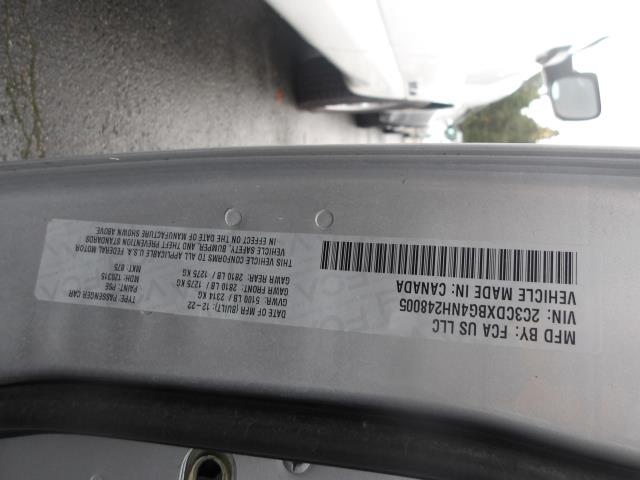 MFD BY: FCA US LLC
VIN: 2C3CDXBG4NH248005
VEHICLE MADE IN: CANADA
DATE OF MFR (BUILT): 12-22
GVWR: 5100 LB / 2314 KG
GAWR FRONT: 2810 LB / 1275 KG
GAWR REAR: 2810 LB / 1275 KG
TYPE: PASSENGER CAR
PAINT: PSE
MDH: 120315
MKT: 875
THIS VEHICLE CONFORMS TO ALL APPLICABLE U.S.A. FEDERAL MOTOR
VEHICLE SAFETY, BUMPER, AND THEFT PREVENTION STANDARDS
IN EFFECT ON THE DATE OF MANUFACTURE SHOWN ABOVE